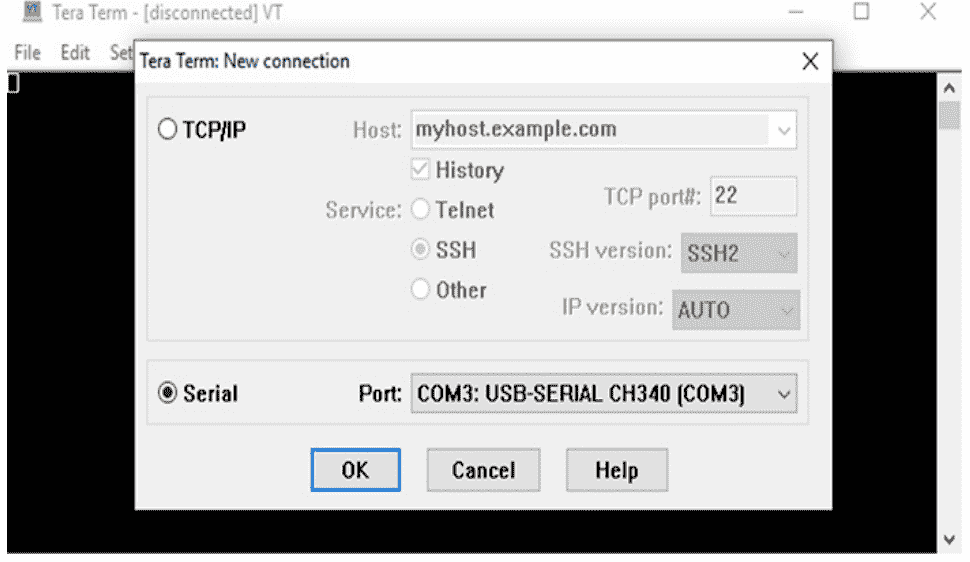 Tera Term - [disconnected] VT
File Edit Set
Tera Term: New connection
TCP/IP Host: myhost.example.com
History
Service: Telnet TCP port#: 22
SSH SSH version: SSH2
Other IP version: AUTO
Serial Port: COM3: USB-SERIAL CH340 (COM3)
OK Cancel Help